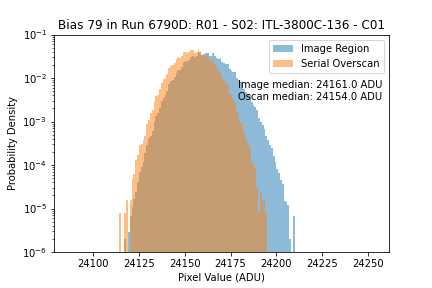 Bias 79 in Run 6790D: R01 - S02: ITL-3800C-136 - C01
Image Region
Serial Overscan
Image median: 24161.0 ADU
Oscan median: 24154.0 ADU
Probability Density
10⁻¹
10⁻²
10⁻³
10⁻⁴
10⁻⁵
10⁻⁶
24100 24125 24150 24175 24200 24225 24250
Pixel Value (ADU)